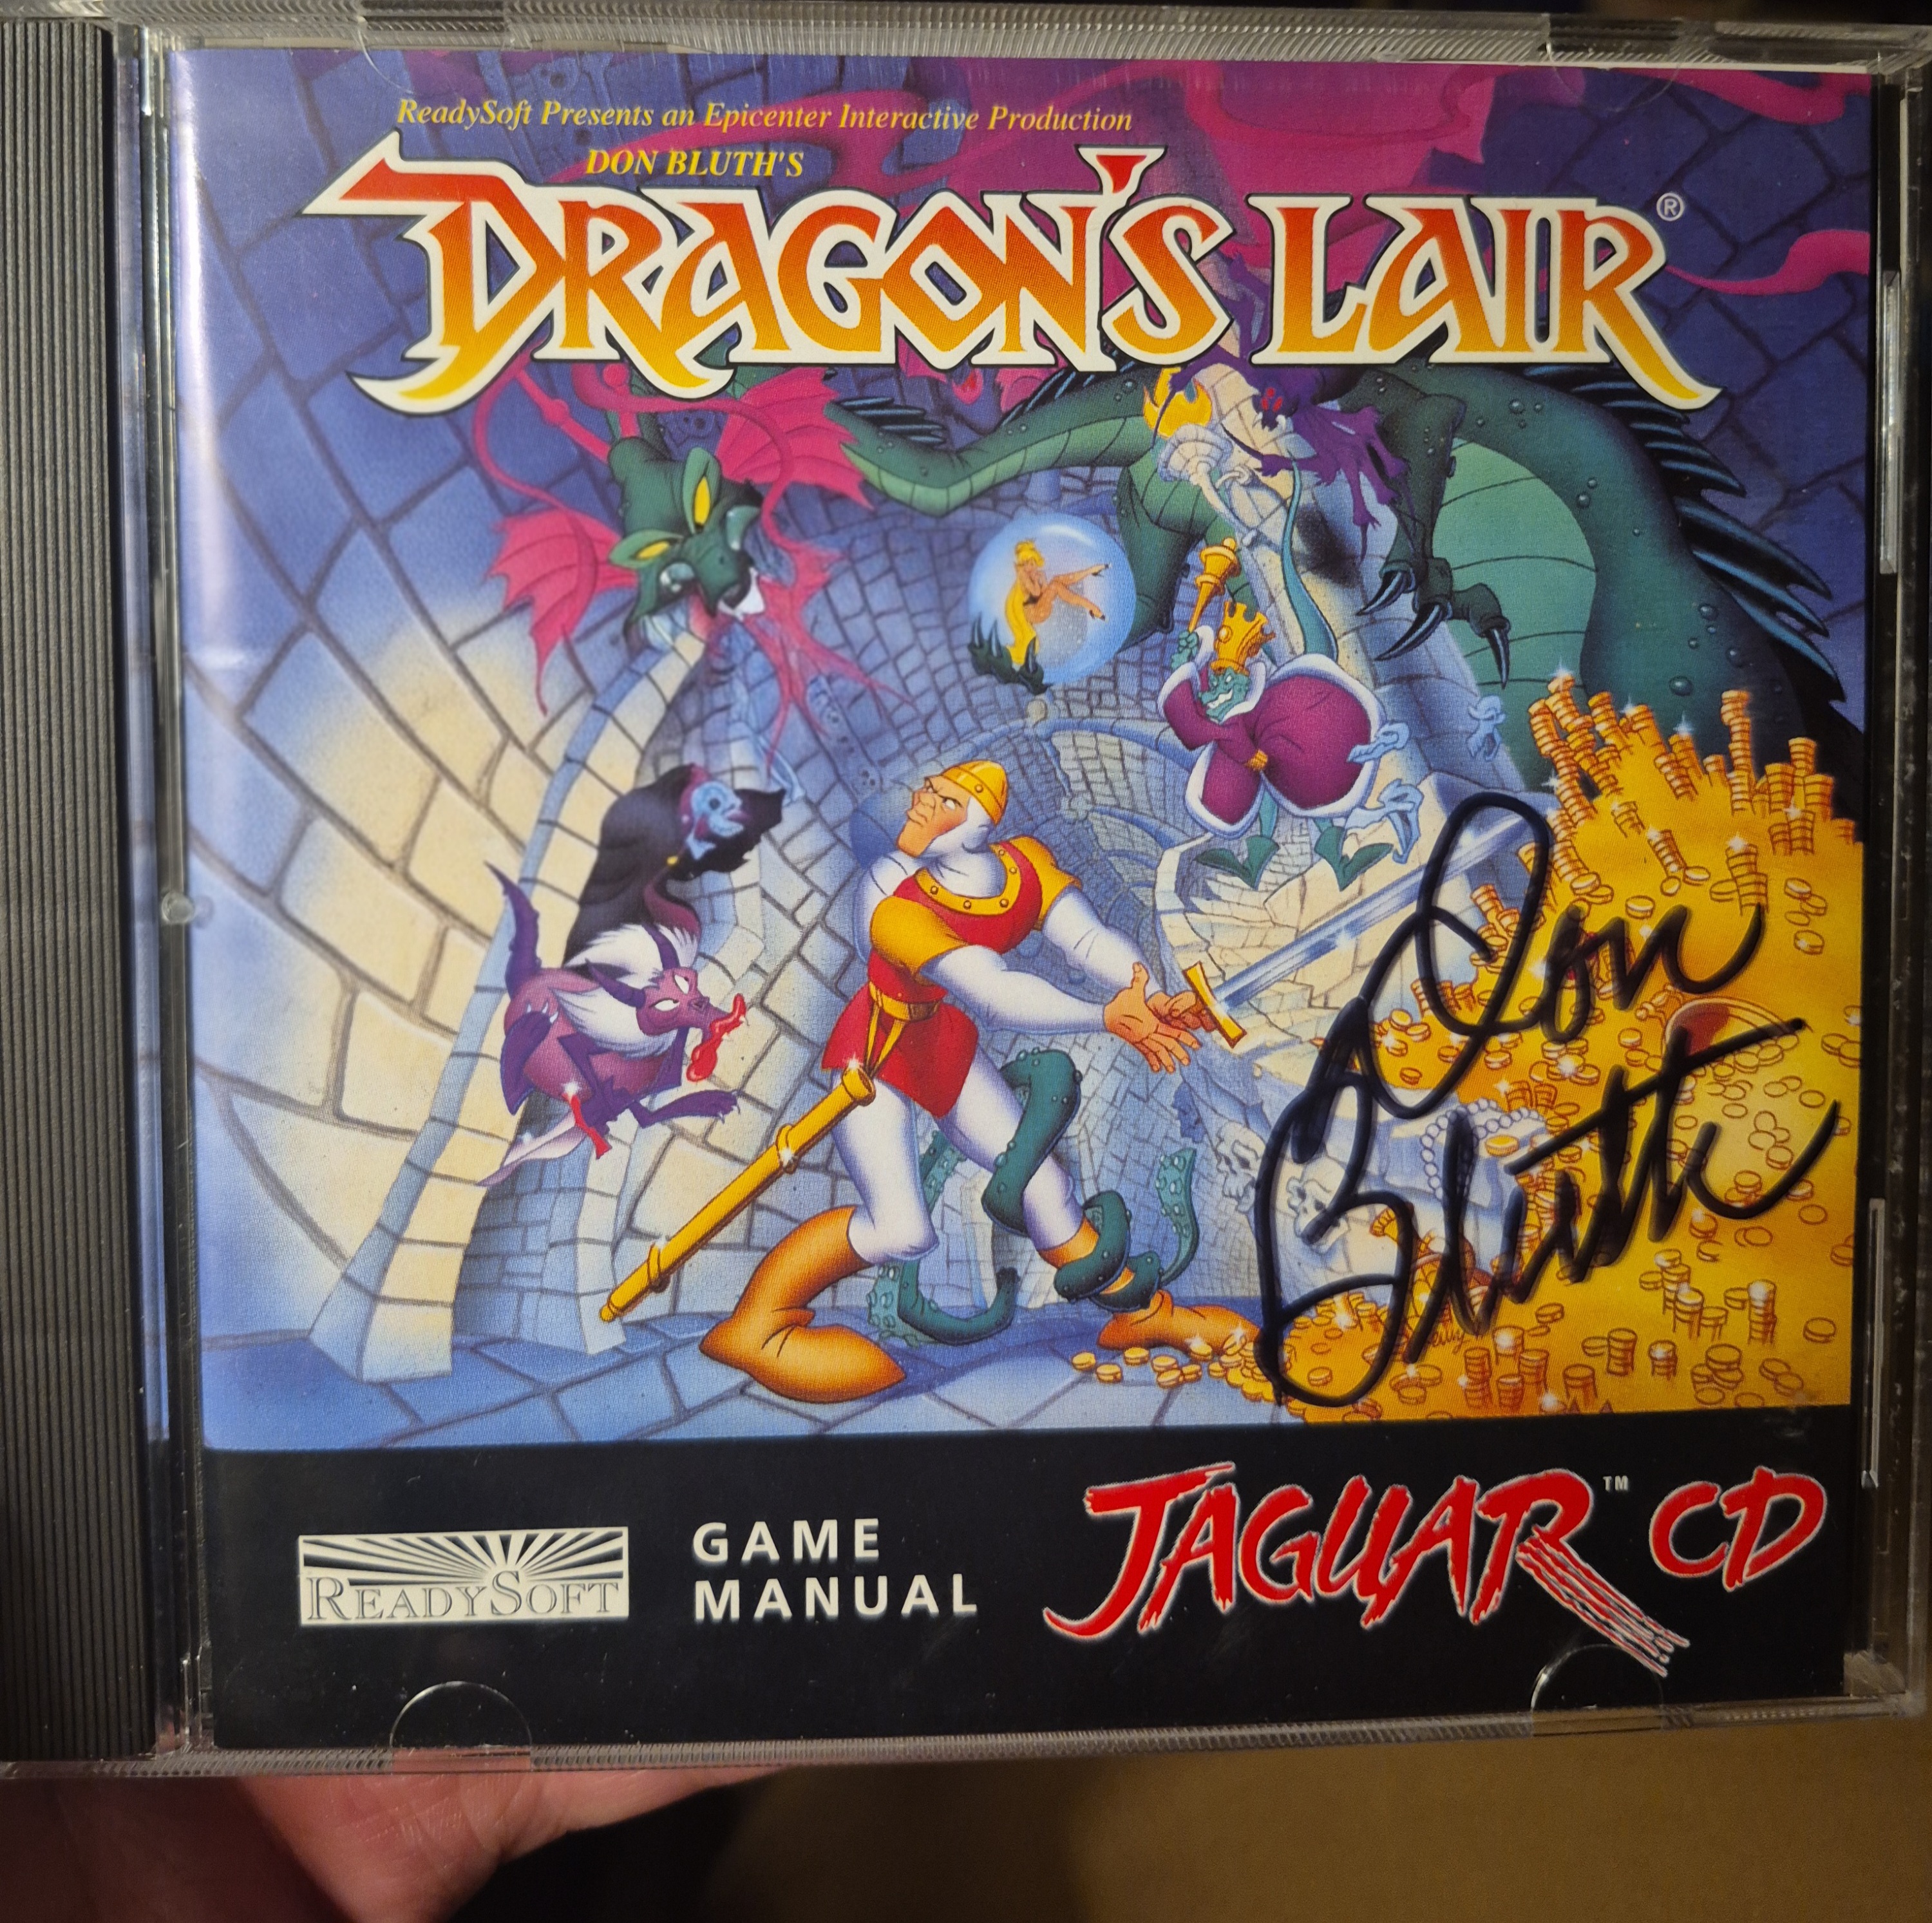 ReadySoft Presents an Epicenter Interactive Production
DON BLUTH'S
DRAGON'S LAIR®
Don
Bluth
READYSOFT
GAME
MANUAL
JAGUAR™ CD